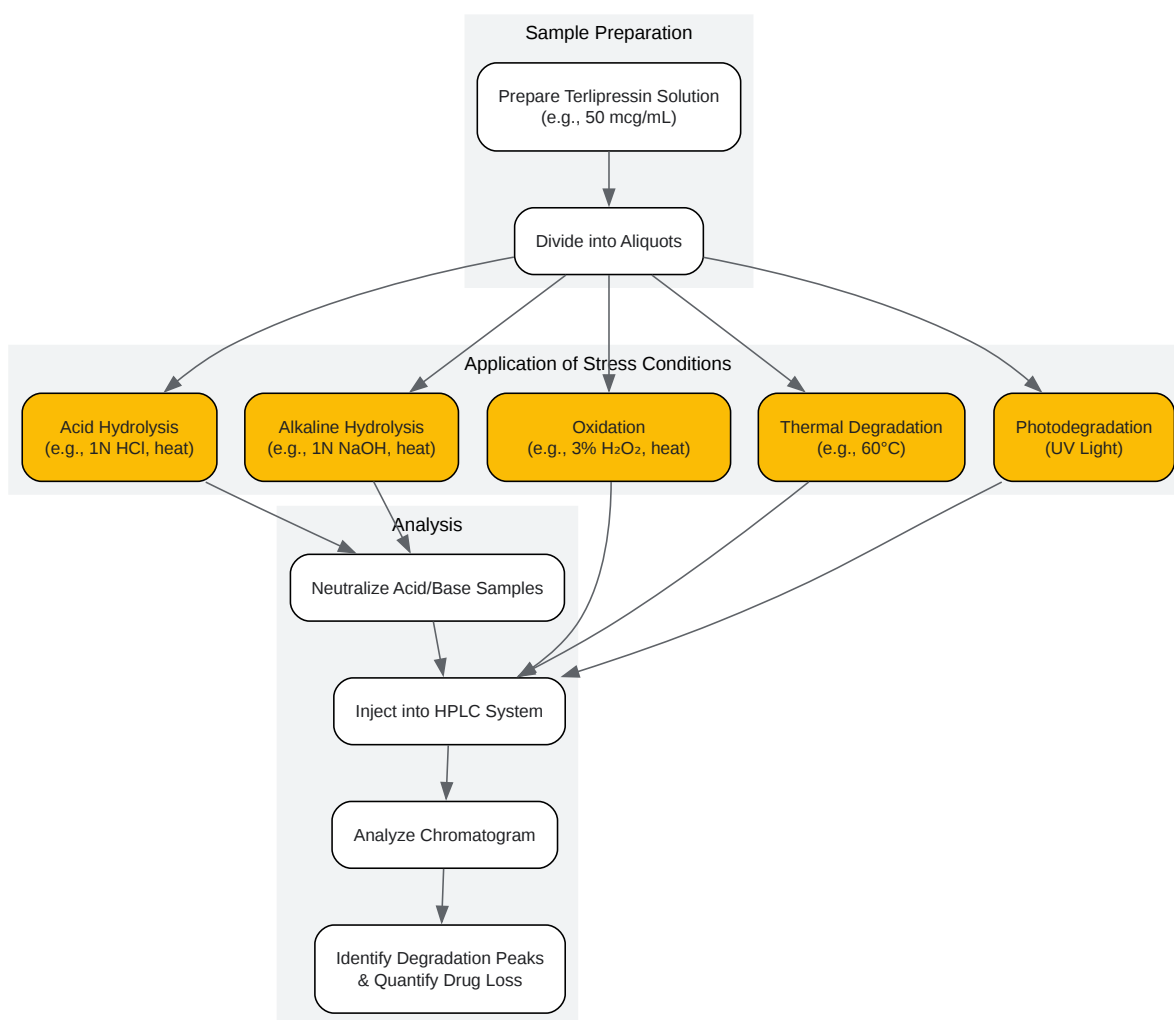 Sample Preparation
Prepare Terlipressin Solution
(e.g., 50 mcg/mL)
Divide into Aliquots
Application of Stress Conditions
Acid Hydrolysis
(e.g., 1N HCl, heat)
Alkaline Hydrolysis
(e.g., 1N NaOH, heat)
Oxidation
(e.g., 3% H₂O₂, heat)
Thermal Degradation
(e.g., 60°C)
Photodegradation
(UV Light)
Analysis
Neutralize Acid/Base Samples
Inject into HPLC System
Analyze Chromatogram
Identify Degradation Peaks
& Quantify Drug Loss